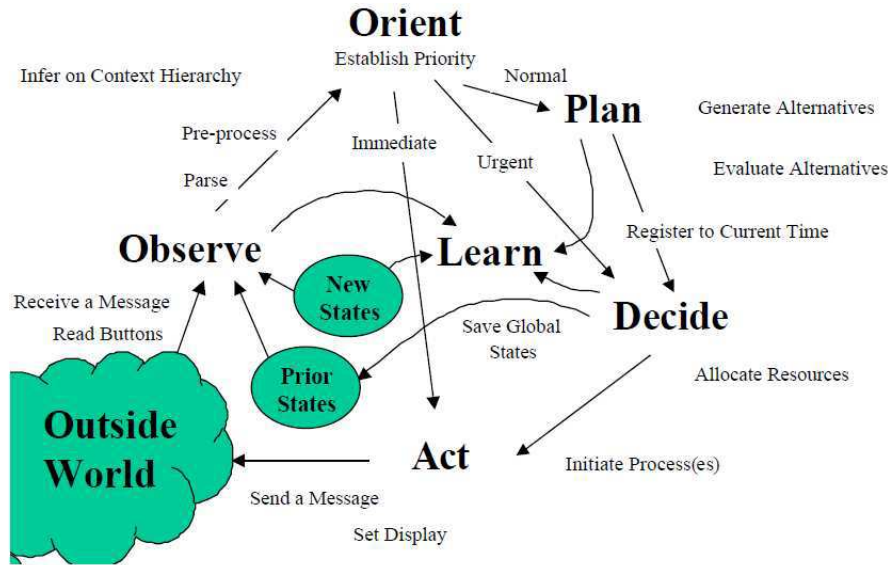 Orient
Establish Priority
Infer on Context Hierarchy
Normal
Plan
Generate Alternatives
Pre-process
Immediate
Urgent
Evaluate Alternatives
Parse
Observe
Learn
Register to Current Time
New
States
Receive a Message
Read Buttons
Save Global
States
Decide
Prior
States
Allocate Resources
Outside
World
Act
Initiate Process(es)
Send a Message
Set Display